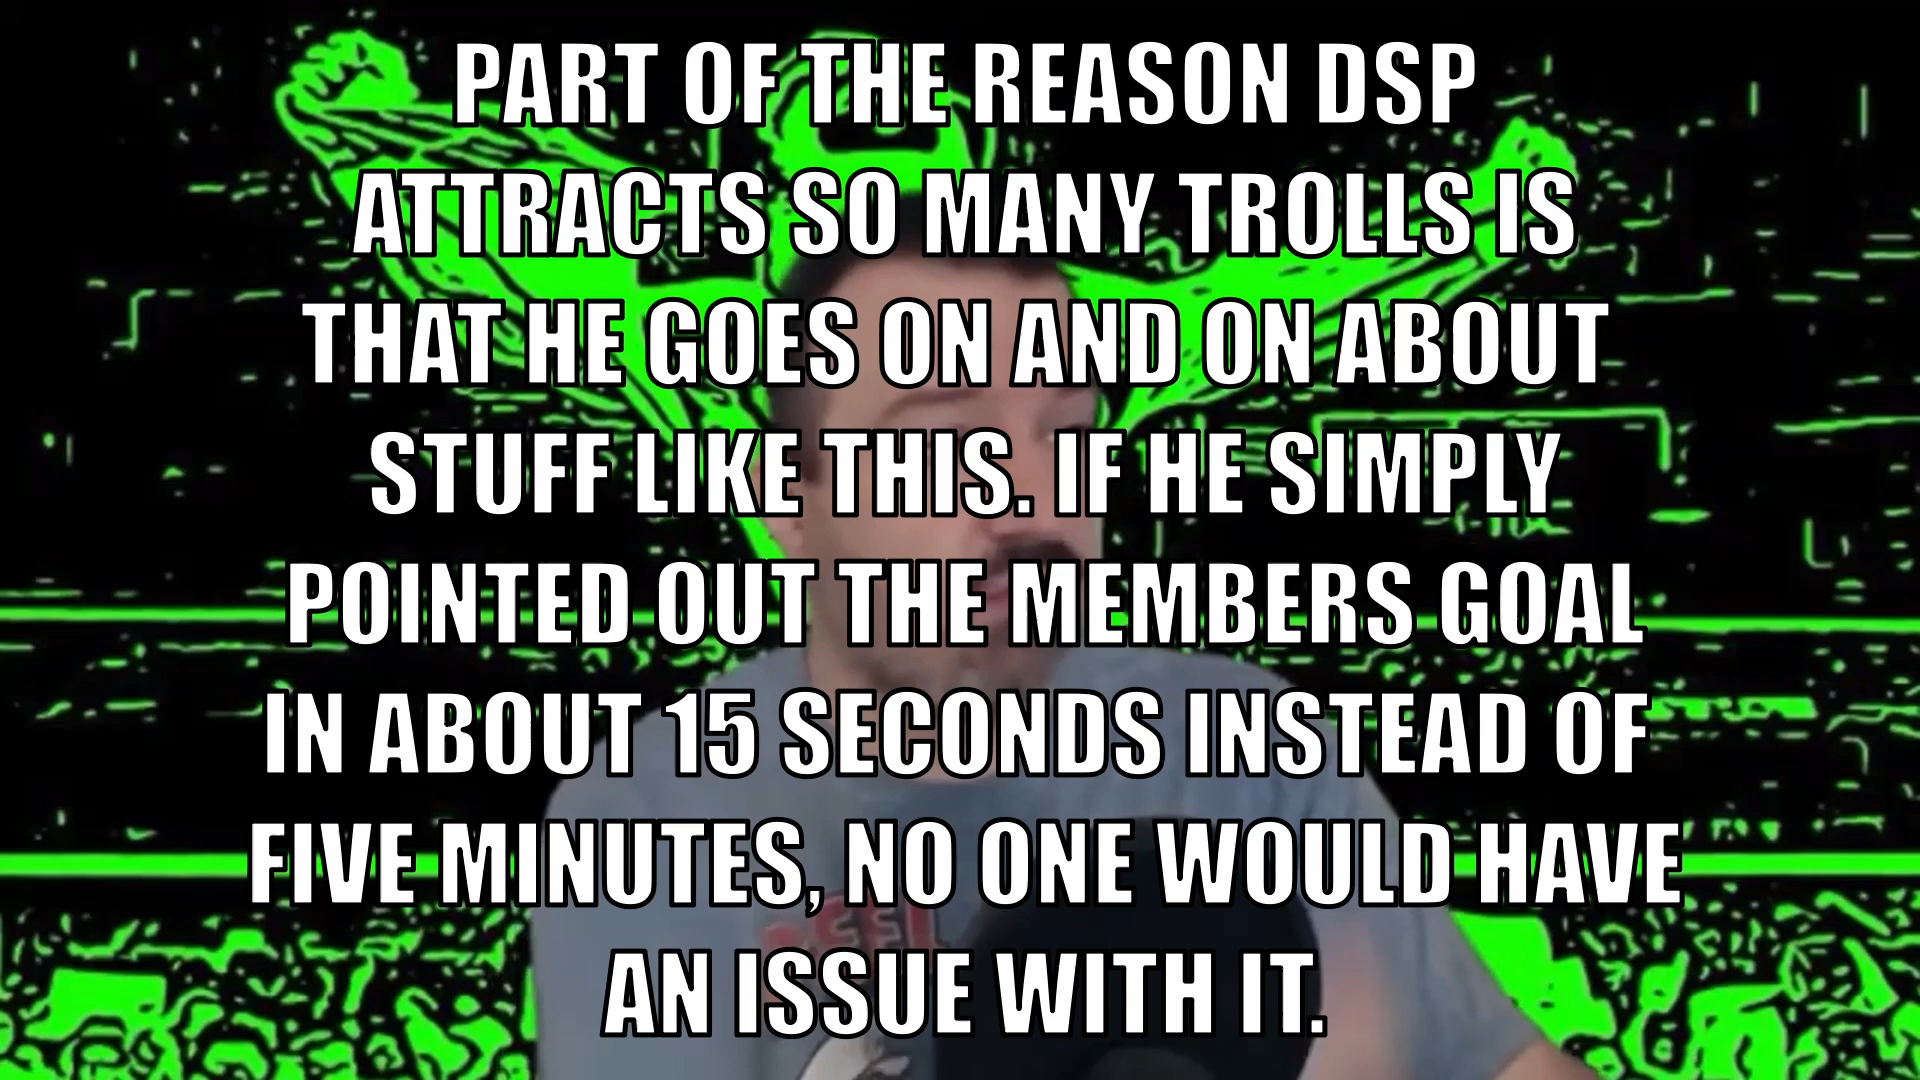 PART OF THE REASON DSP
ATTRACTS SO MANY TROLLS IS
THAT HE GOES ON AND ON ABOUT
STUFF LIKE THIS. IF HE SIMPLY
POINTED OUT THE MEMBERS GOAL
IN ABOUT 15 SECONDS INSTEAD OF
FIVE MINUTES, NO ONE WOULD HAVE
AN ISSUE WITH IT.